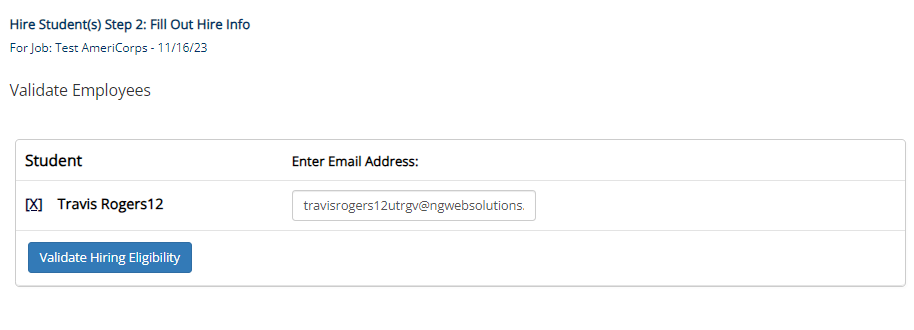 Hire Student(s) Step 2: Fill Out Hire Info
For Job: Test AmeriCorps - 11/16/23
Validate Employees
Student Enter Email Address:
[X] Travis Rogers12 travisrogers12utrgv@ngwebsolutions.
Validate Hiring Eligibility